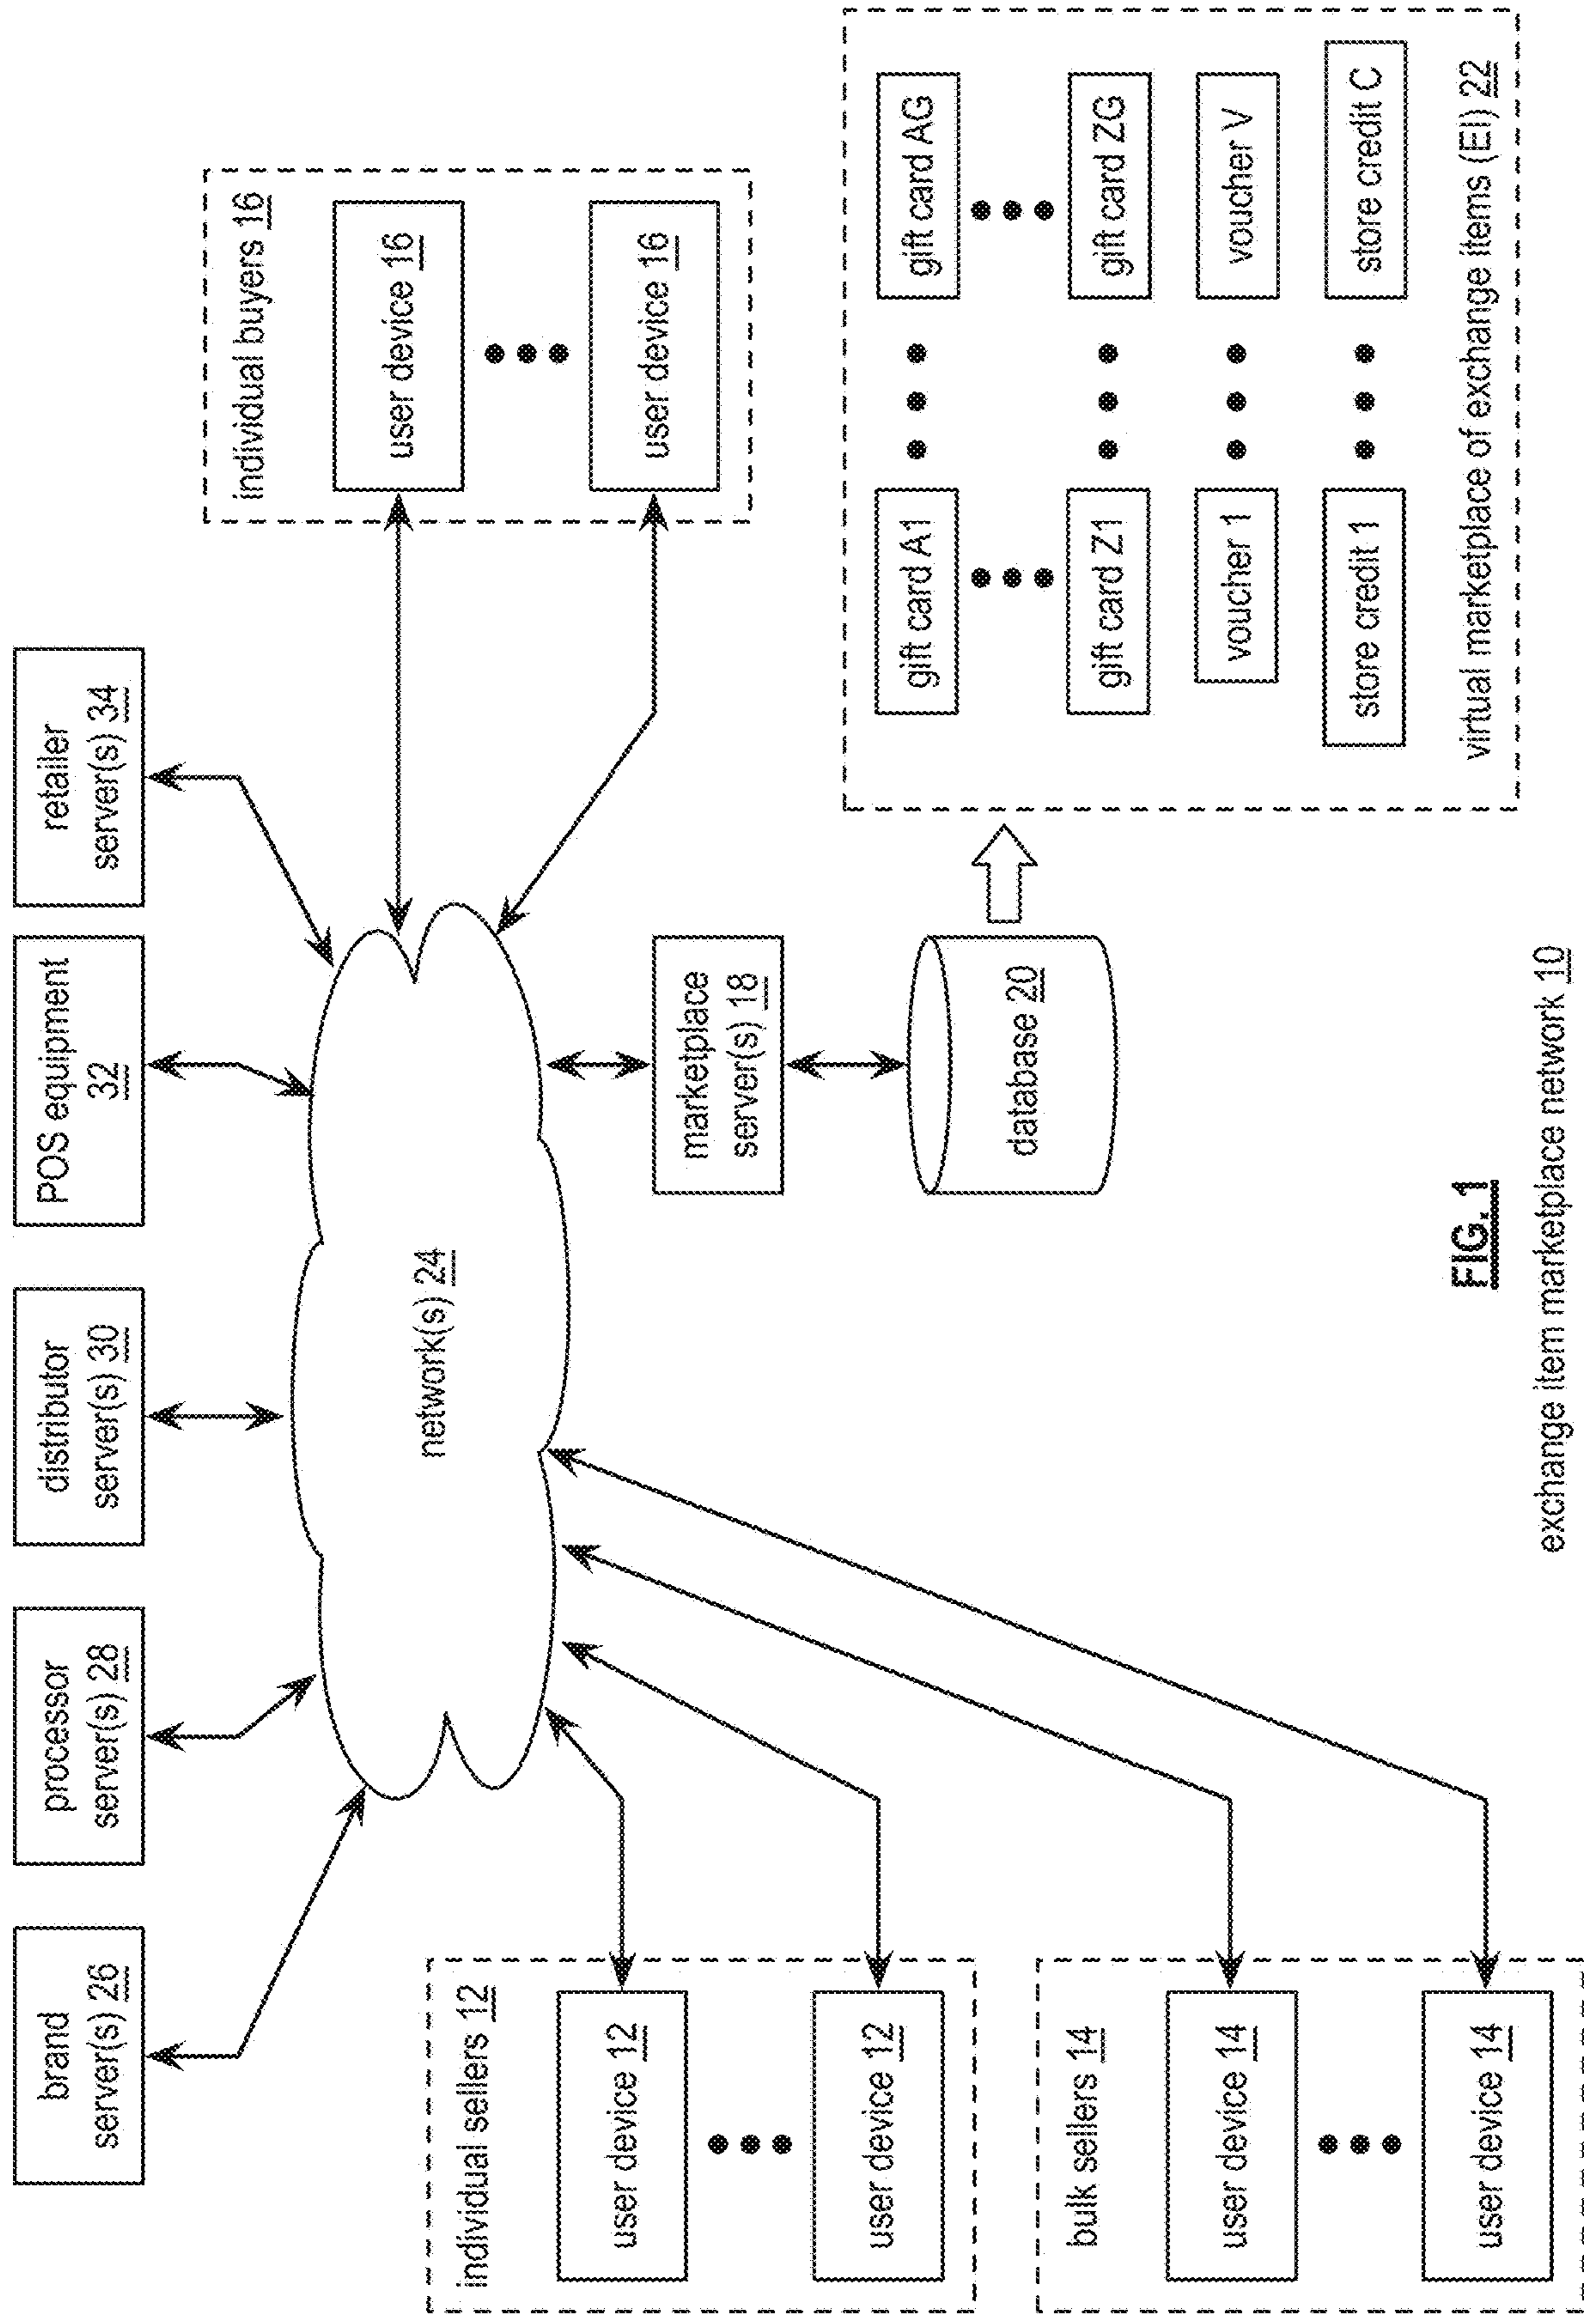 brand
server(s) 26
processor
server(s) 28
distributor
server(s) 30
POS equipment
32
retailer
server(s) 34
individual sellers 12
user device 12
user device 12
bulk sellers 14
user device 14
user device 14
network(s) 24
individual buyers 16
user device 16
user device 16
marketplace
server(s) 18
database 20
gift card A1
gift card AG
gift card Z1
gift card ZG
voucher 1
voucher V
store credit 1
store credit C
virtual marketplace of exchange items (EI) 22
FIG. 1
exchange item marketplace network 10